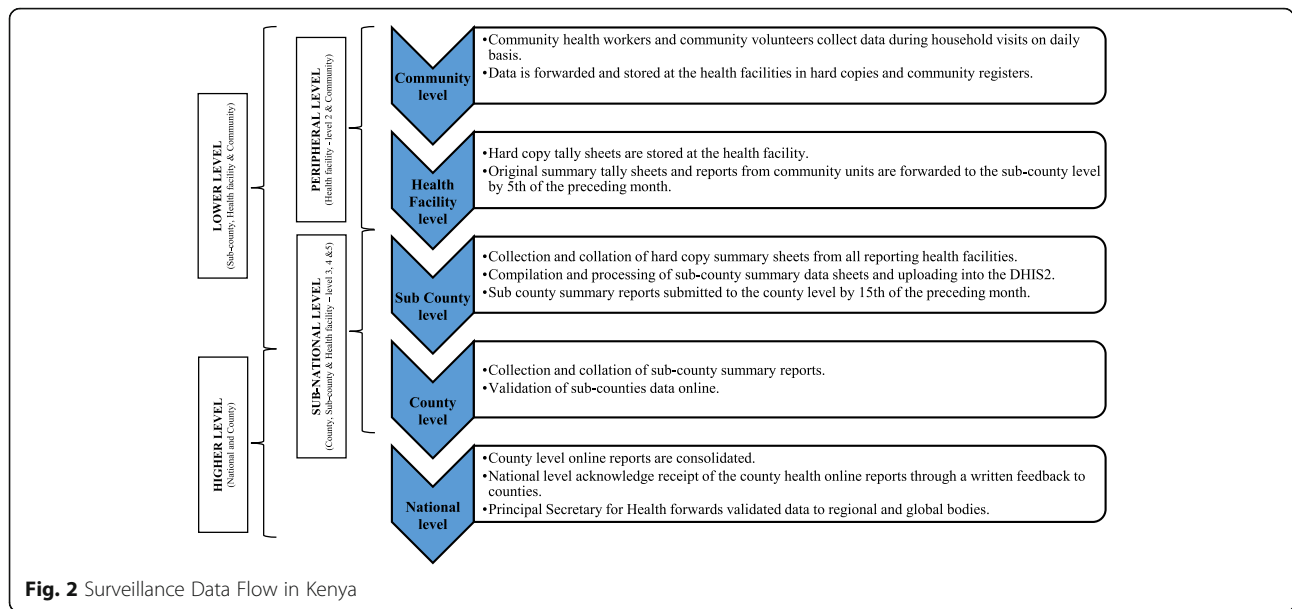 LOWER LEVEL
(Sub-county, Health facility & Community)
HIGHER LEVEL
(National and County)
PERIPHERAL LEVEL
(Health facility - level 2 & Community)
SUB-NATIONAL LEVEL
(County, Sub-county & Health facility – level 3, 4 &5)
Community
level
•Community health workers and community volunteers collect data during household visits on daily
basis.
•Data is forwarded and stored at the health facilities in hard copies and community registers.
Health
Facility
level
•Hard copy tally sheets are stored at the health facility.
•Original summary tally sheets and reports from community units are forwarded to the sub-county level
by 5th of the preceding month.
Sub County
level
•Collection and collation of hard copy summary sheets from all reporting health facilities.
•Compilation and processing of sub-county summary data sheets and uploading into the DHIS2.
•Sub county summary reports submitted to the county level by 15th of the preceding month.
County
level
•Collection and collation of sub-county summary reports.
•Validation of sub-counties data online.
National
level
•County level online reports are consolidated.
•National level acknowledge receipt of the county health online reports through a written feedback to
counties.
•Principal Secretary for Health forwards validated data to regional and global bodies.
Fig. 2 Surveillance Data Flow in Kenya